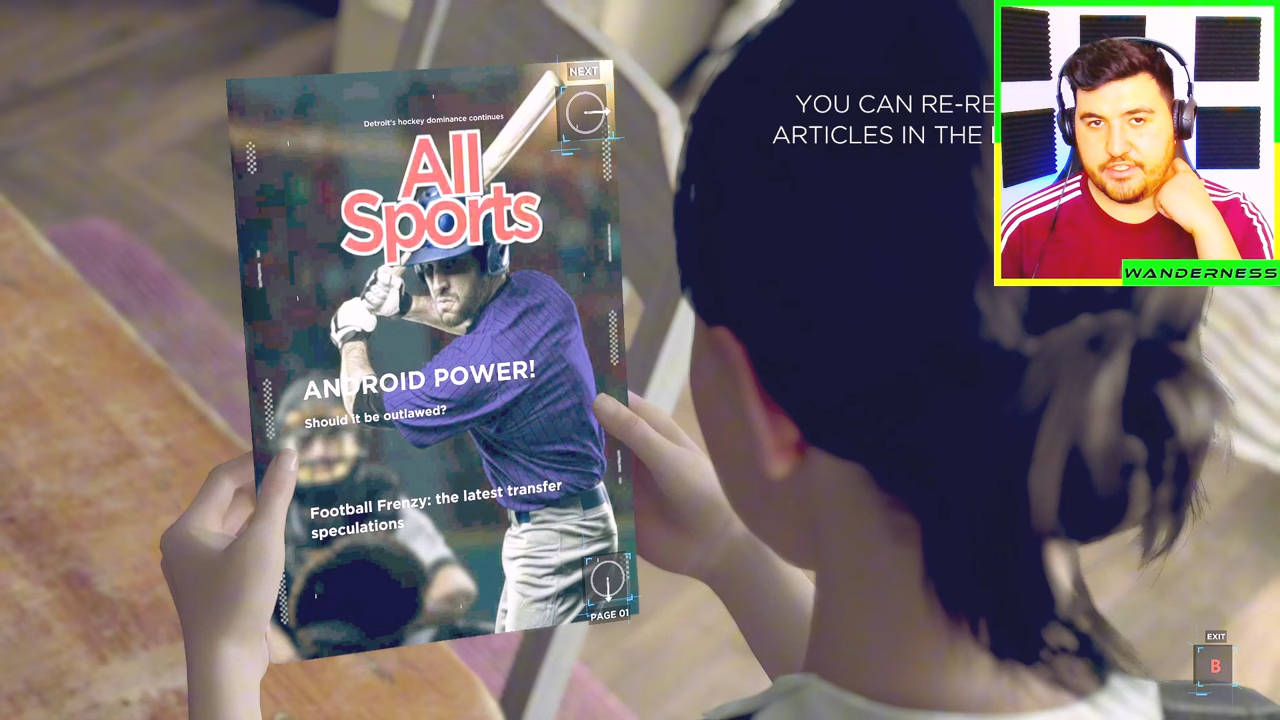 NEXT
Detroit's hockey dominance continues
All
Sports
ANDROID POWER!
Should it be outlawed?
Football Frenzy: the latest transfer
speculations
PAGE 01
YOU CAN RE-RE
ARTICLES IN THE
WANDERNESS
EXIT
B